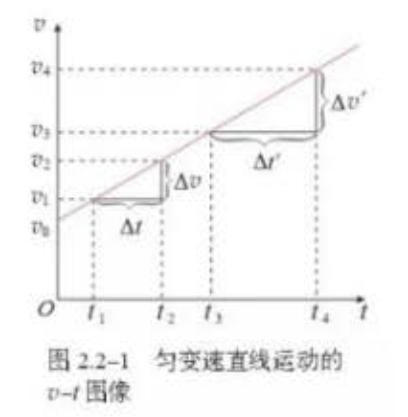 v
v₄
v₃
v₂
v₁
v₀
Δv′
Δt′
Δv
Δt
O
t₁
t₂
t₃
t₄
t
图 2.2-1 匀变速直线运动的
v-t 图像